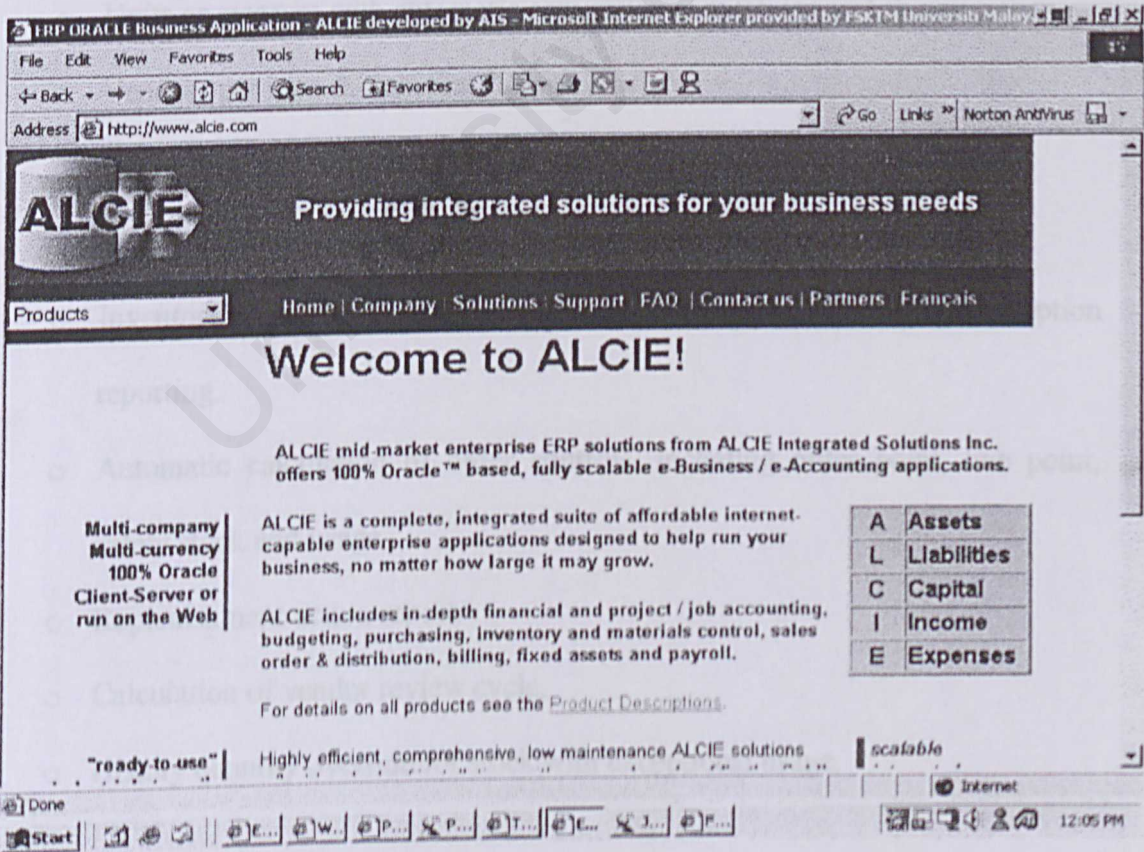 ERP ORACLE Business Application - ALCIE developed by AIS - Microsoft Internet Explorer provided by FSKTM Universiti Malay
File Edit View Favorites Tools Help
Back Search Favorites
Address http://www.alcie.com Go Links » Norton AntiVirus
ALCIE
Providing integrated solutions for your business needs
Products
Home | Company | Solutions | Support FAQ | Contact us | Partners Français
Welcome to ALCIE!
ption
reporting.
ALCIE mid-market enterprise ERP solutions from ALCIE Integrated Solutions Inc.
offers 100% Oracle™ based, fully scalable e-Business / e-Accounting applications.
Automatic
point,
Multi-company
Multi-currency
100% Oracle
Client-Server or
run on the Web
ALCIE is a complete, integrated suite of affordable internet-
capable enterprise applications designed to help run your
business, no matter how large it may grow.
ALCIE includes in-depth financial and project / job accounting,
budgeting, purchasing, inventory and materials control, sales
order & distribution, billing, fixed assets and payroll.
A Assets
L Liabilities
C Capital
I Income
E Expenses
Calculation of vendor review cycle
For details on all products see the Product Descriptions.
"ready-to-use"
Highly efficient, comprehensive, low maintenance ALCIE solutions
scalable
Done Internet
Start E... W... P... P... T... E... J... F... 12:05 PM